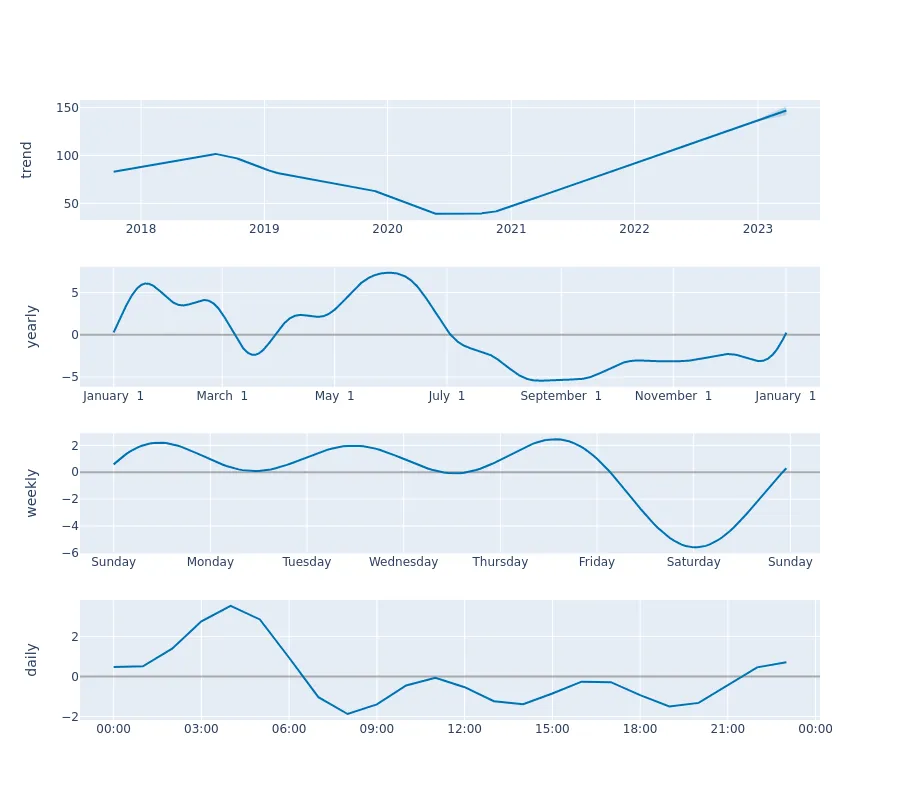 trend
150
100
50
2018 2019 2020 2021 2022 2023
yearly
5
0
−5
January 1 March 1 May 1 July 1 September 1 November 1 January 1
weekly
2
0
−2
−4
−6
Sunday Monday Tuesday Wednesday Thursday Friday Saturday Sunday
daily
2
0
−2
00:00 03:00 06:00 09:00 12:00 15:00 18:00 21:00 00:00